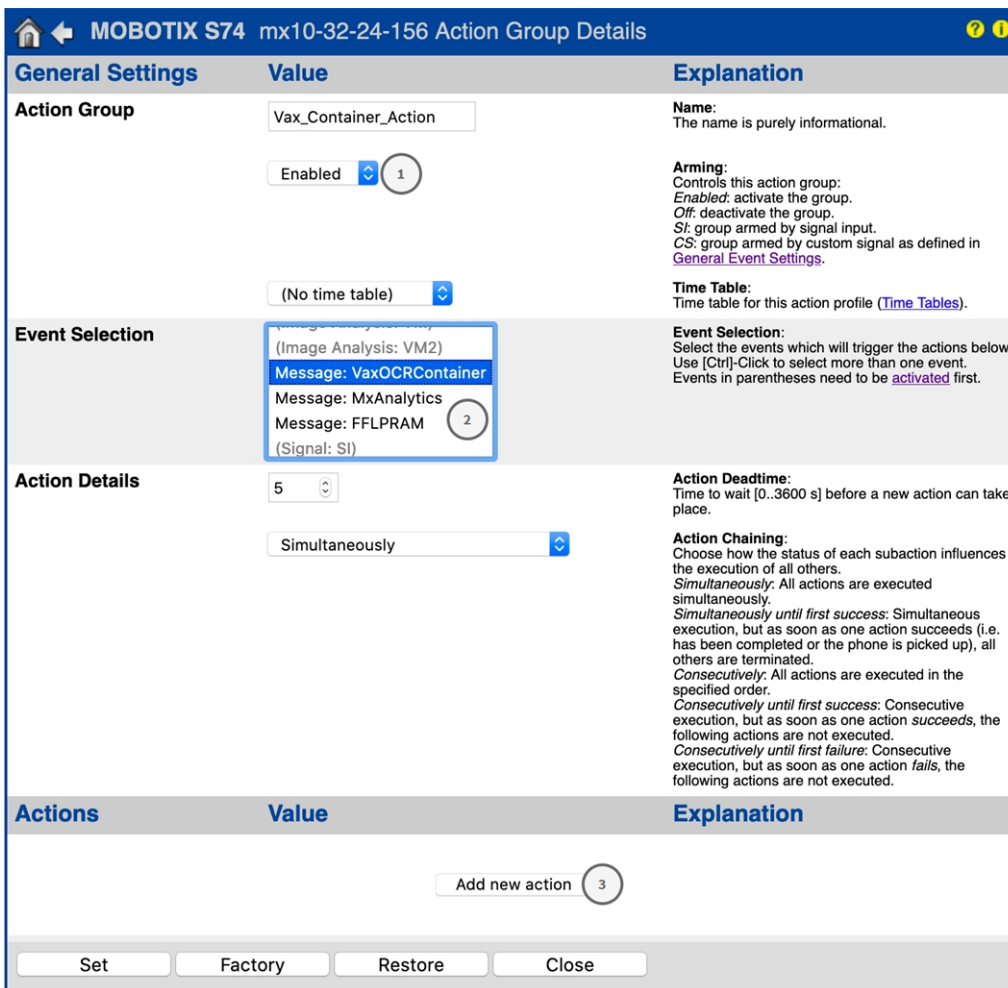 MOBOTIX S74 mx10-32-24-156 Action Group Details
General Settings Value Explanation
Action Group
Vax_Container_Action
Name:
The name is purely informational.
Enabled
1
Arming:
Controls this action group:
Enabled: activate the group.
Off: deactivate the group.
SI: group armed by signal input.
CS: group armed by custom signal as defined in
General Event Settings.
(No time table)
Time Table:
Time table for this action profile (Time Tables).
Event Selection
(Image Analysis: VM2)
Message: VaxOCRContainer
Message: MxAnalytics
Message: FFLPRAM
2
(Signal: SI)
Event Selection:
Select the events which will trigger the actions below
Use [Ctrl]-Click to select more than one event.
Events in parentheses need to be activated first.
Action Details
5
Action Deadtime:
Time to wait [0..3600 s] before a new action can take
place.
Simultaneously
Action Chaining:
Choose how the status of each subaction influences
the execution of all others.
Simultaneously: All actions are executed
simultaneously.
Simultaneously until first success: Simultaneous
execution, but as soon as one action succeeds (i.e.
has been completed or the phone is picked up), all
others are terminated.
Consecutively: All actions are executed in the
specified order.
Consecutively until first success: Consecutive
execution, but as soon as one action succeeds, the
following actions are not executed.
Consecutively until first failure: Consecutive
execution, but as soon as one action fails, the
following actions are not executed.
Actions Value Explanation
Add new action
3
Set Factory Restore Close